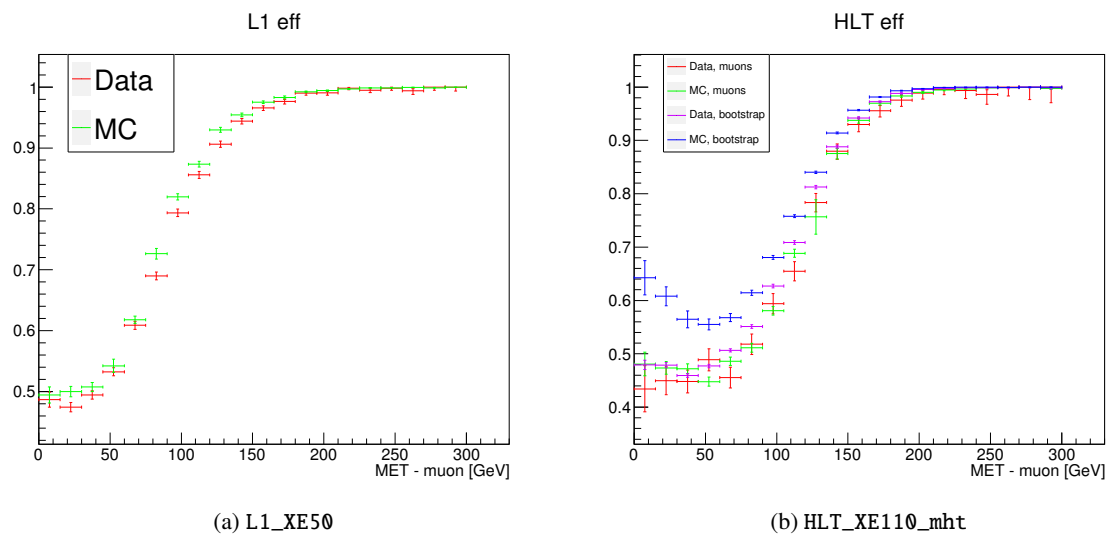 L1 eff
Data
MC
1
0.9
0.8
0.7
0.6
0.5
0 50 100 150 200 250 300
MET - muon [GeV]
(a) L1_XE50
HLT eff
Data, muons
MC, muons
Data, bootstrap
MC, bootstrap
1
0.9
0.8
0.7
0.6
0.5
0.4
0 50 100 150 200 250 300
MET - muon [GeV]
(b) HLT_XE110_mht